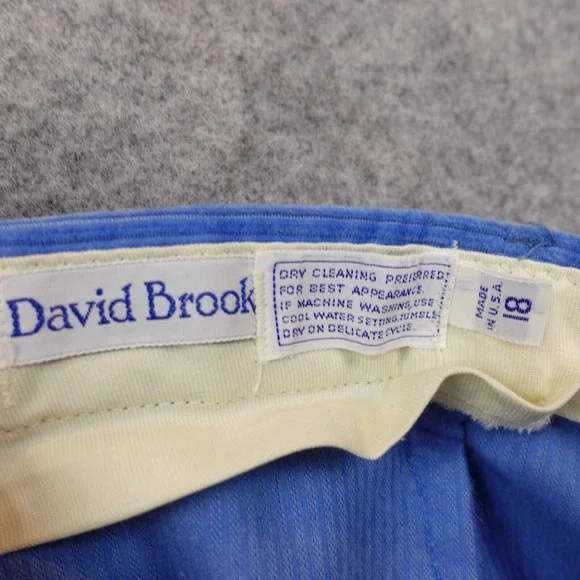 David Brook
DRY CLEANING PREFERRED
FOR BEST APPEARANCE.
IF MACHINE WASHING, USE
COOL WATER SETTING. TUMBLE
DRY ON DELICATE CYCLE.
MADE
IN U.S.A.
18